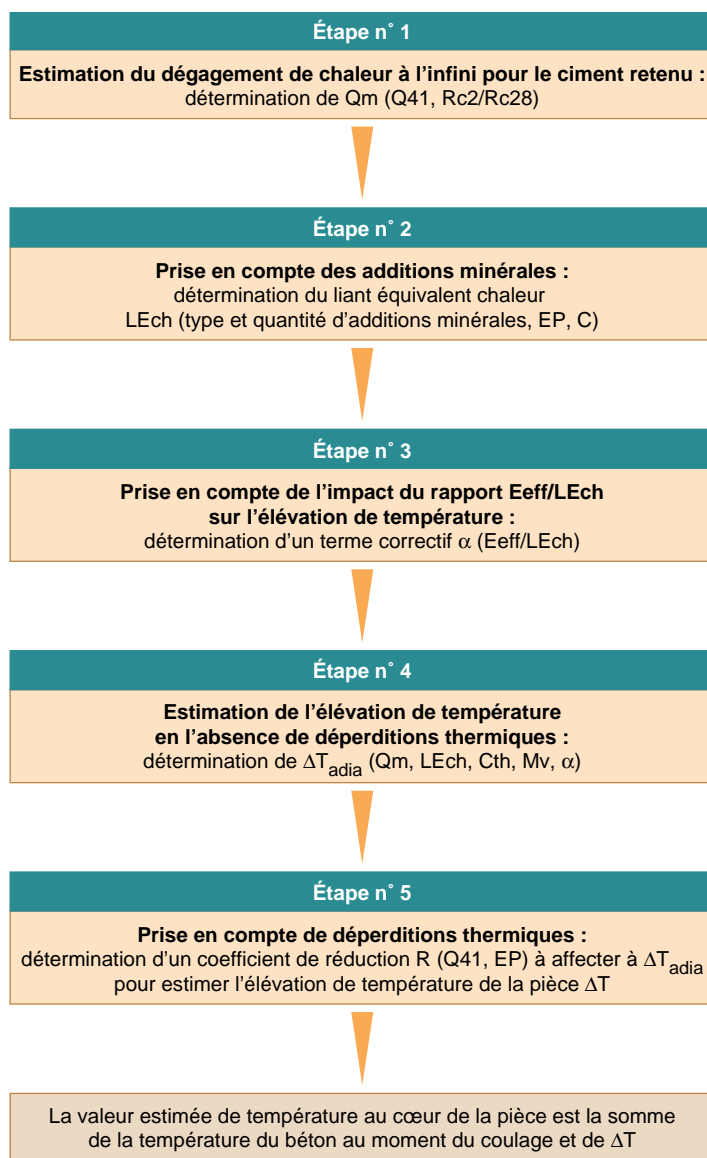 Étape n° 1
Estimation du dégagement de chaleur à l’infini pour le ciment retenu :
détermination de Qm (Q41, Rc2/Rc28)
Étape n° 2
Prise en compte des additions minérales :
détermination du liant équivalent chaleur
LEch (type et quantité d’additions minérales, EP, C)
Étape n° 3
Prise en compte de l’impact du rapport Eeff/LEch
sur l’élévation de température :
détermination d’un terme correctif α (Eeff/LEch)
Étape n° 4
Estimation de l’élévation de température
en l’absence de déperditions thermiques :
détermination de ΔTadia (Qm, LEch, Cth, Mv, α)
Étape n° 5
Prise en compte de déperditions thermiques :
détermination d’un coefficient de réduction R (Q41, EP) à affecter à ΔTadia
pour estimer l’élévation de température de la pièce ΔT
La valeur estimée de température au cœur de la pièce est la somme
de la température du béton au moment du coulage et de ΔT